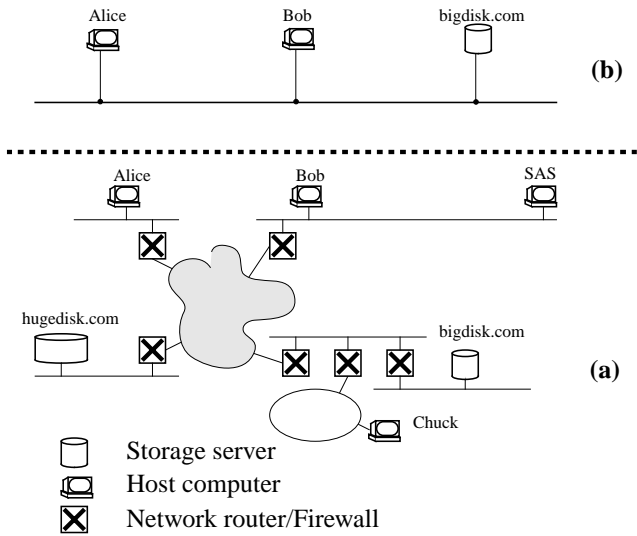 Alice
Bob
bigdisk.com
(b)
Alice
Bob
SAS
hugedisk.com
bigdisk.com
(a)
Chuck
Storage server
Host computer
Network router/Firewall